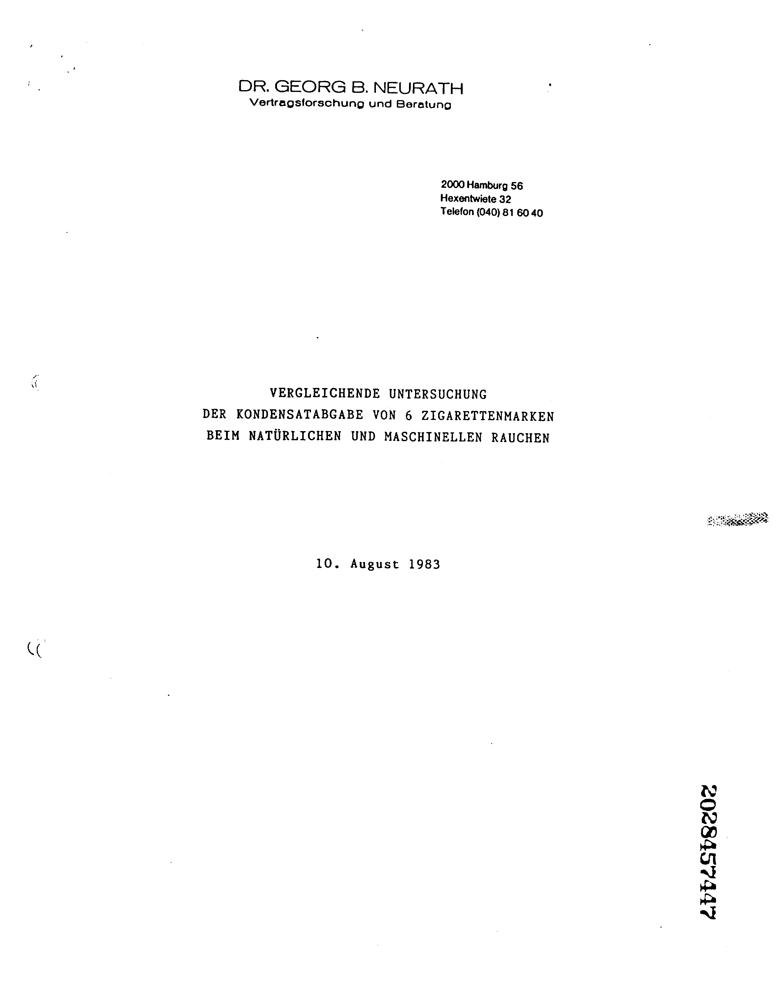 DR. GEORG B. NEURATH
Vertragsforschung und Beratung
2000 Hamburg 56
Hexentwiete 32
Telefon (040) 81 60 40
VERGLEICHENDE UNTERSUCHUNG
DER KONDENSATABGABE VON 6 ZIGARETTENMARKEN
BEIM NATÜRLICHEN UND MASCHINELLEN RAUCHEN
10. August 1983
2028457447